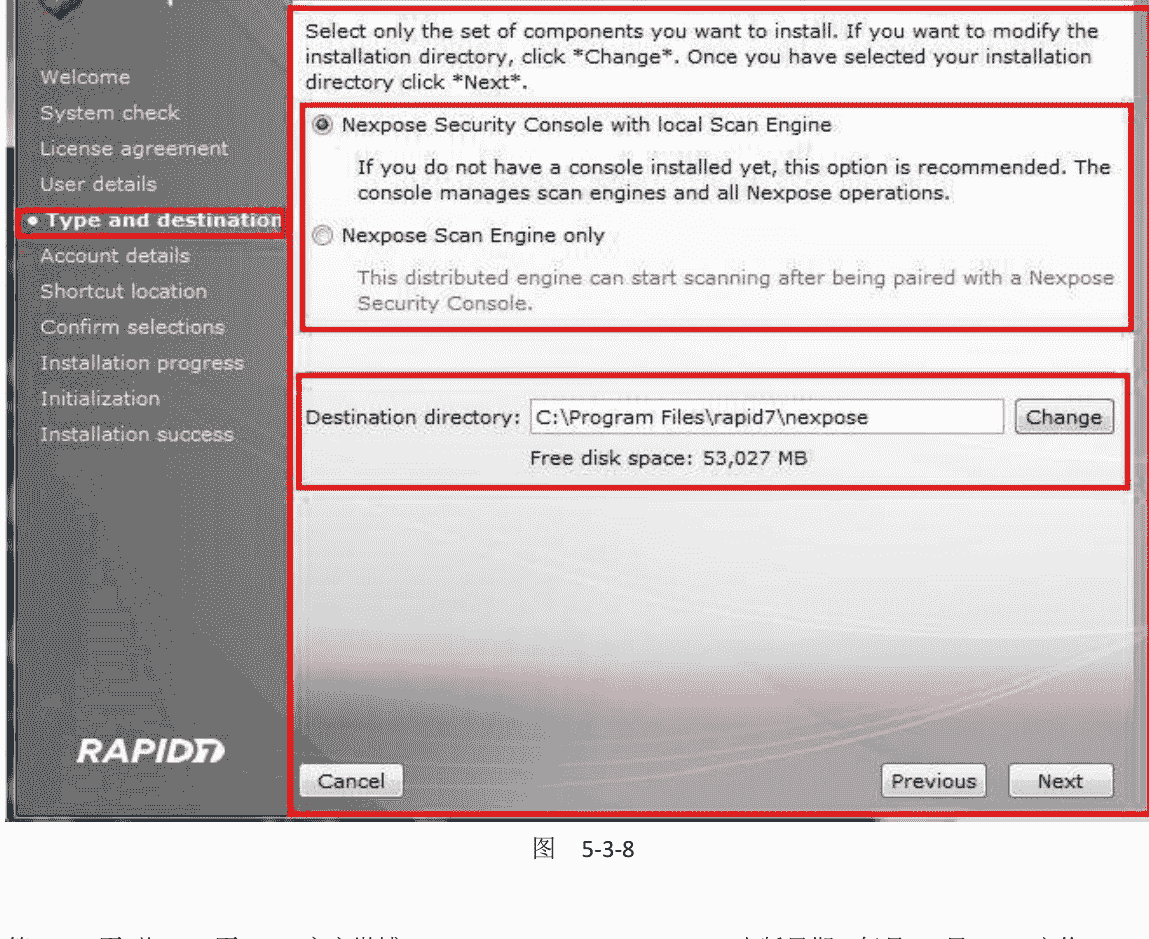 Select only the set of components you want to install. If you want to modify the
installation directory, click *Change*. Once you have selected your installation
directory click *Next*.
Welcome
System check
License agreement
User details
• Type and destination
Account details
Shortcut location
Confirm selections
Installation progress
Initialization
Installation success
Nexpose Security Console with local Scan Engine
If you do not have a console installed yet, this option is recommended. The
console manages scan engines and all Nexpose operations.
Nexpose Scan Engine only
This distributed engine can start scanning after being paired with a Nexpose
Security Console.
Destination directory: C:\Program Files\rapid7\nexpose Change
Free disk space: 53,027 MB
RAPID7
Cancel Previous Next
图 5-3-8